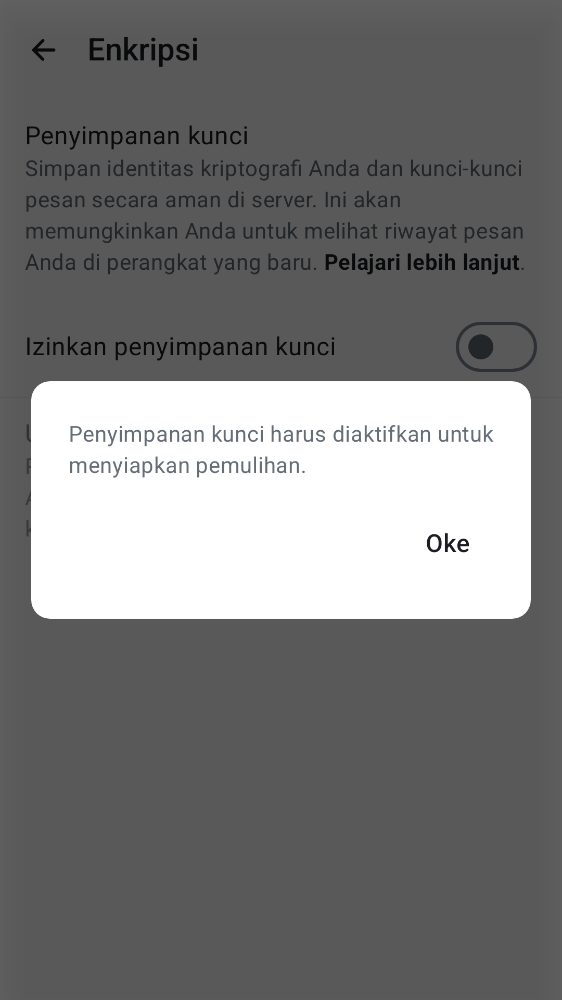 Enkripsi
Penyimpanan kunci
Simpan identitas kriptografi Anda dan kunci-kunci
pesan secara aman di server. Ini akan
memungkinkan Anda untuk melihat riwayat pesan
Anda di perangkat yang baru. Pelajari lebih lanjut.
Izinkan penyimpanan kunci
Penyimpanan kunci harus diaktifkan untuk
menyiapkan pemulihan.
Oke